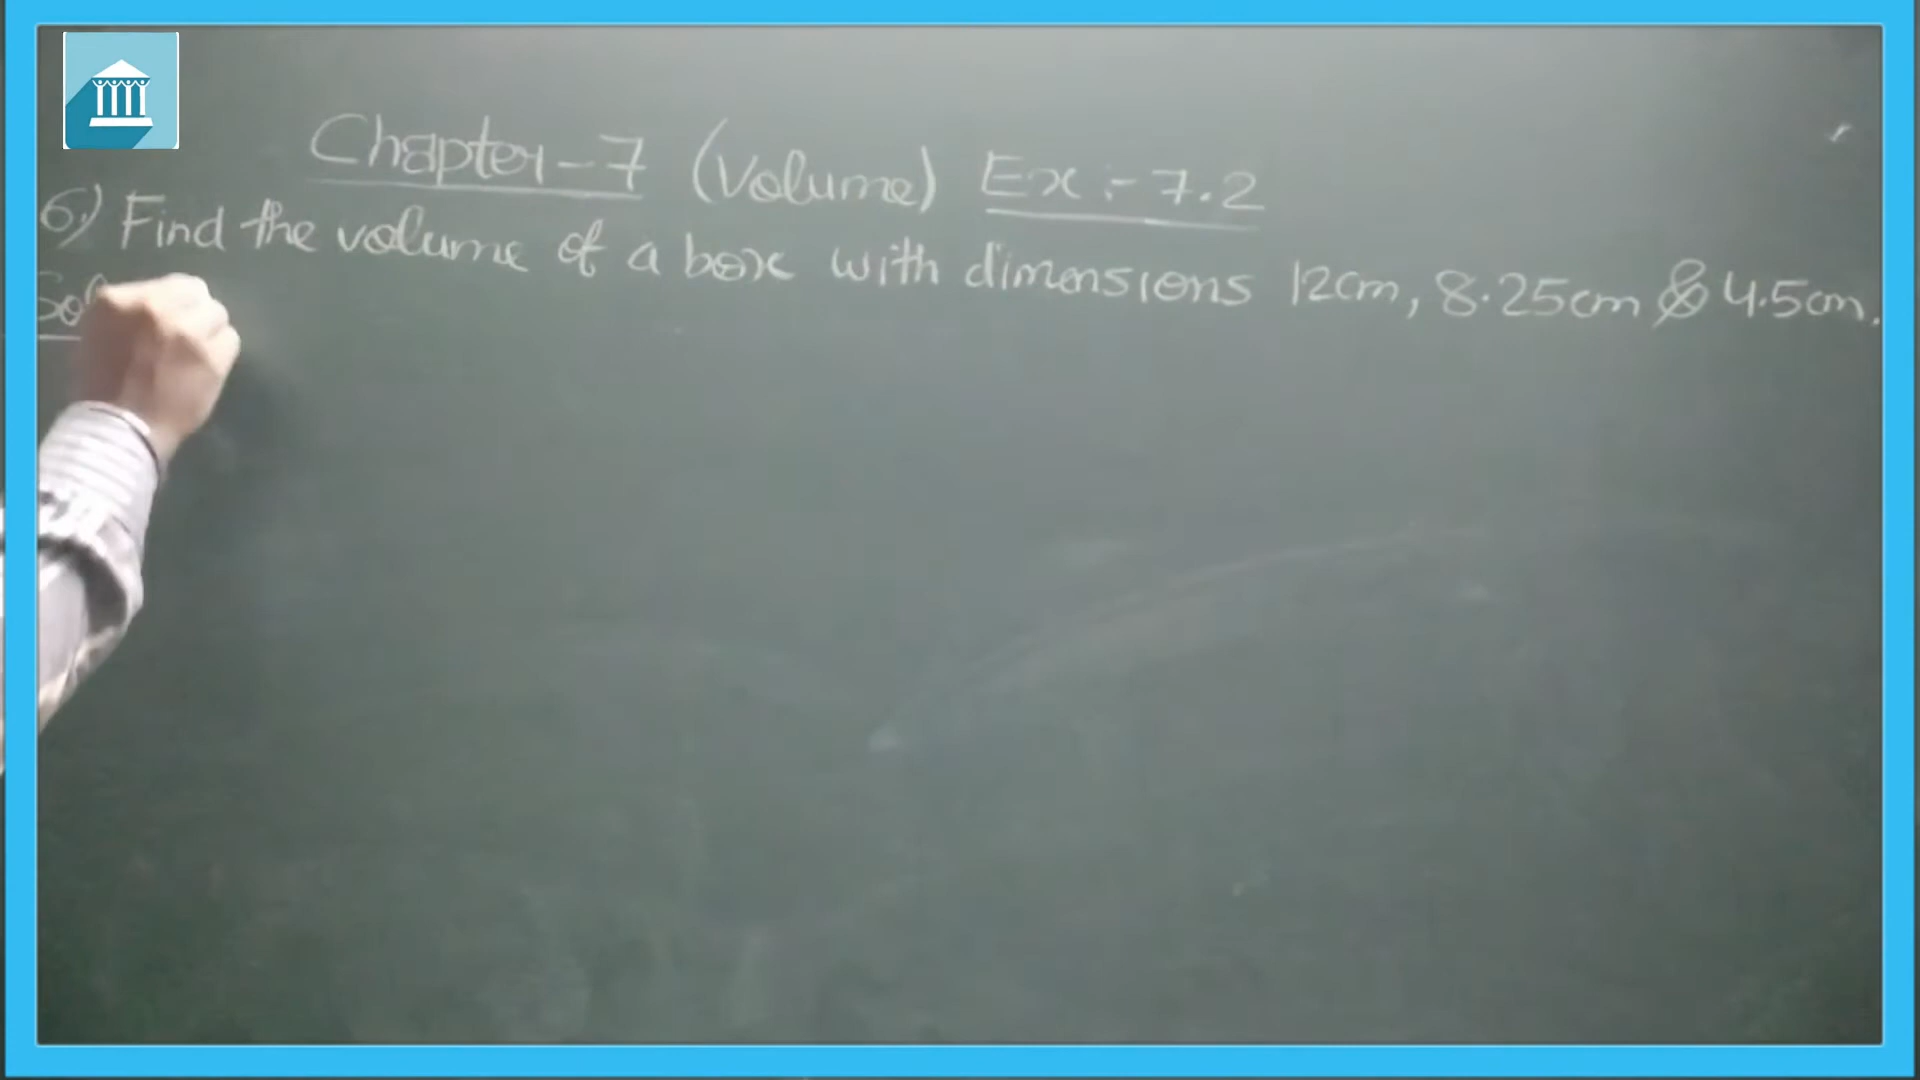 Chapter-7 (Volume) Ex:-7.2
6.) Find the volume of a box with dimensions 12cm, 8.25cm & 4.5cm.